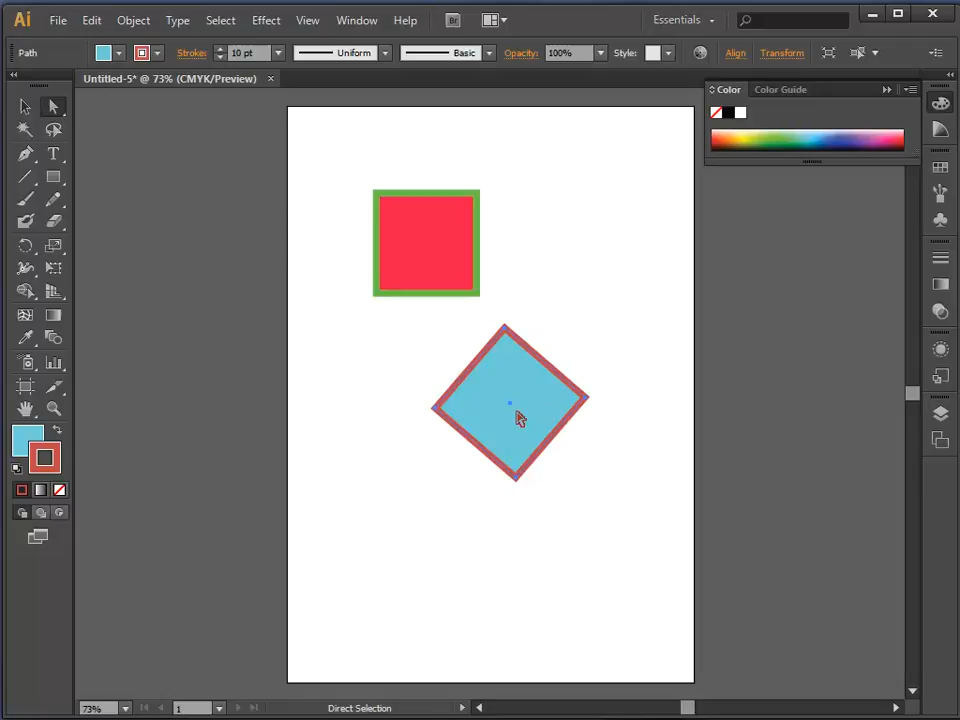 Ai File Edit Object Type Select Effect View Window Help Br Essentials
Path Stroke: 10 pt Uniform Basic Opacity: 100% Style: Align Transform
Untitled-5* @ 73% (CMYK/Preview)
Color Color Guide
T
73% 1 Direct Selection